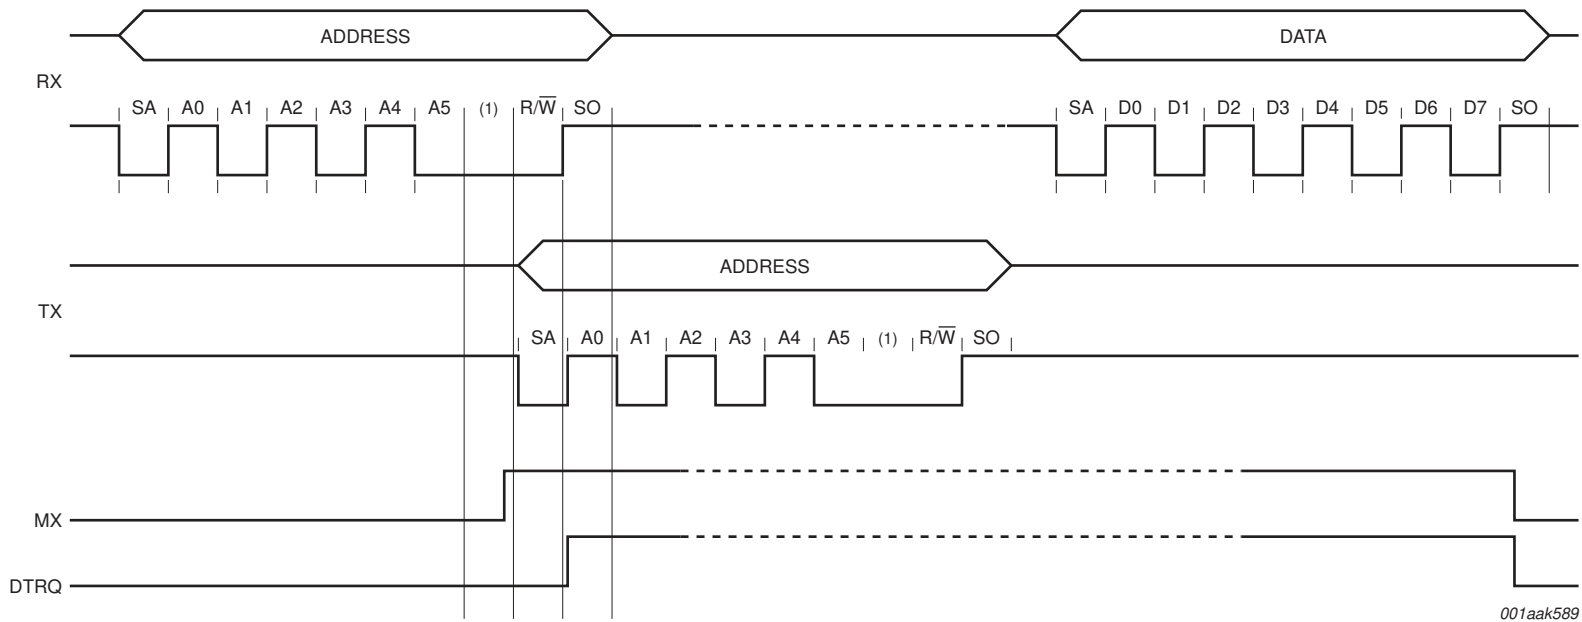 ADDRESS DATA
RX
SA A0 A1 A2 A3 A4 A5 (1) R/W̅ SO SA D0 D1 D2 D3 D4 D5 D6 D7 SO
ADDRESS
TX
SA A0 A1 A2 A3 A4 A5 (1) R/W̅ SO
MX
DTRQ
001aak589